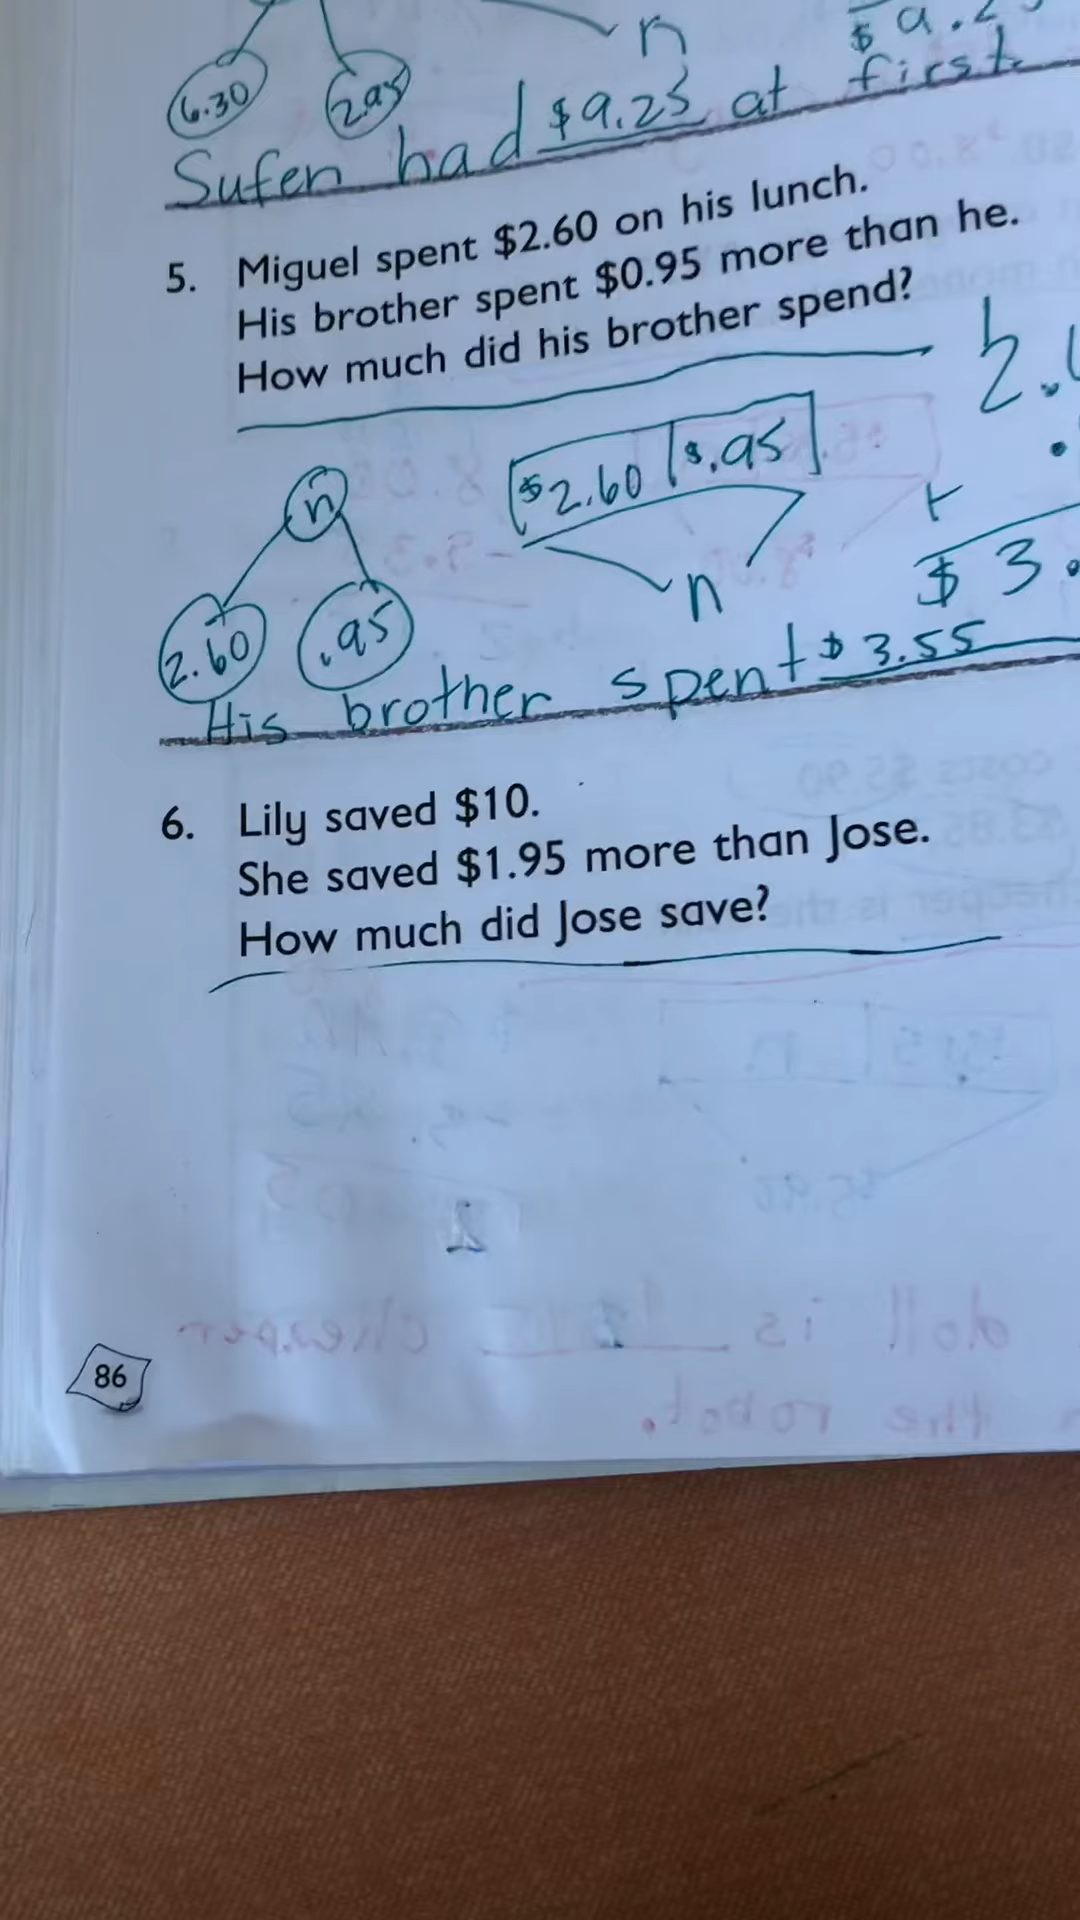 n
$9.2
6.30 2.95
Sufen had $9.25 at first.
5. Miguel spent $2.60 on his lunch.
His brother spent $0.95 more than he.
How much did his brother spend?
2.
n
$2.60 $.95
+
.
n
$3.
2.60 .95
His brother spent $3.55
6. Lily saved $10.
She saved $1.95 more than Jose.
How much did Jose save?
86